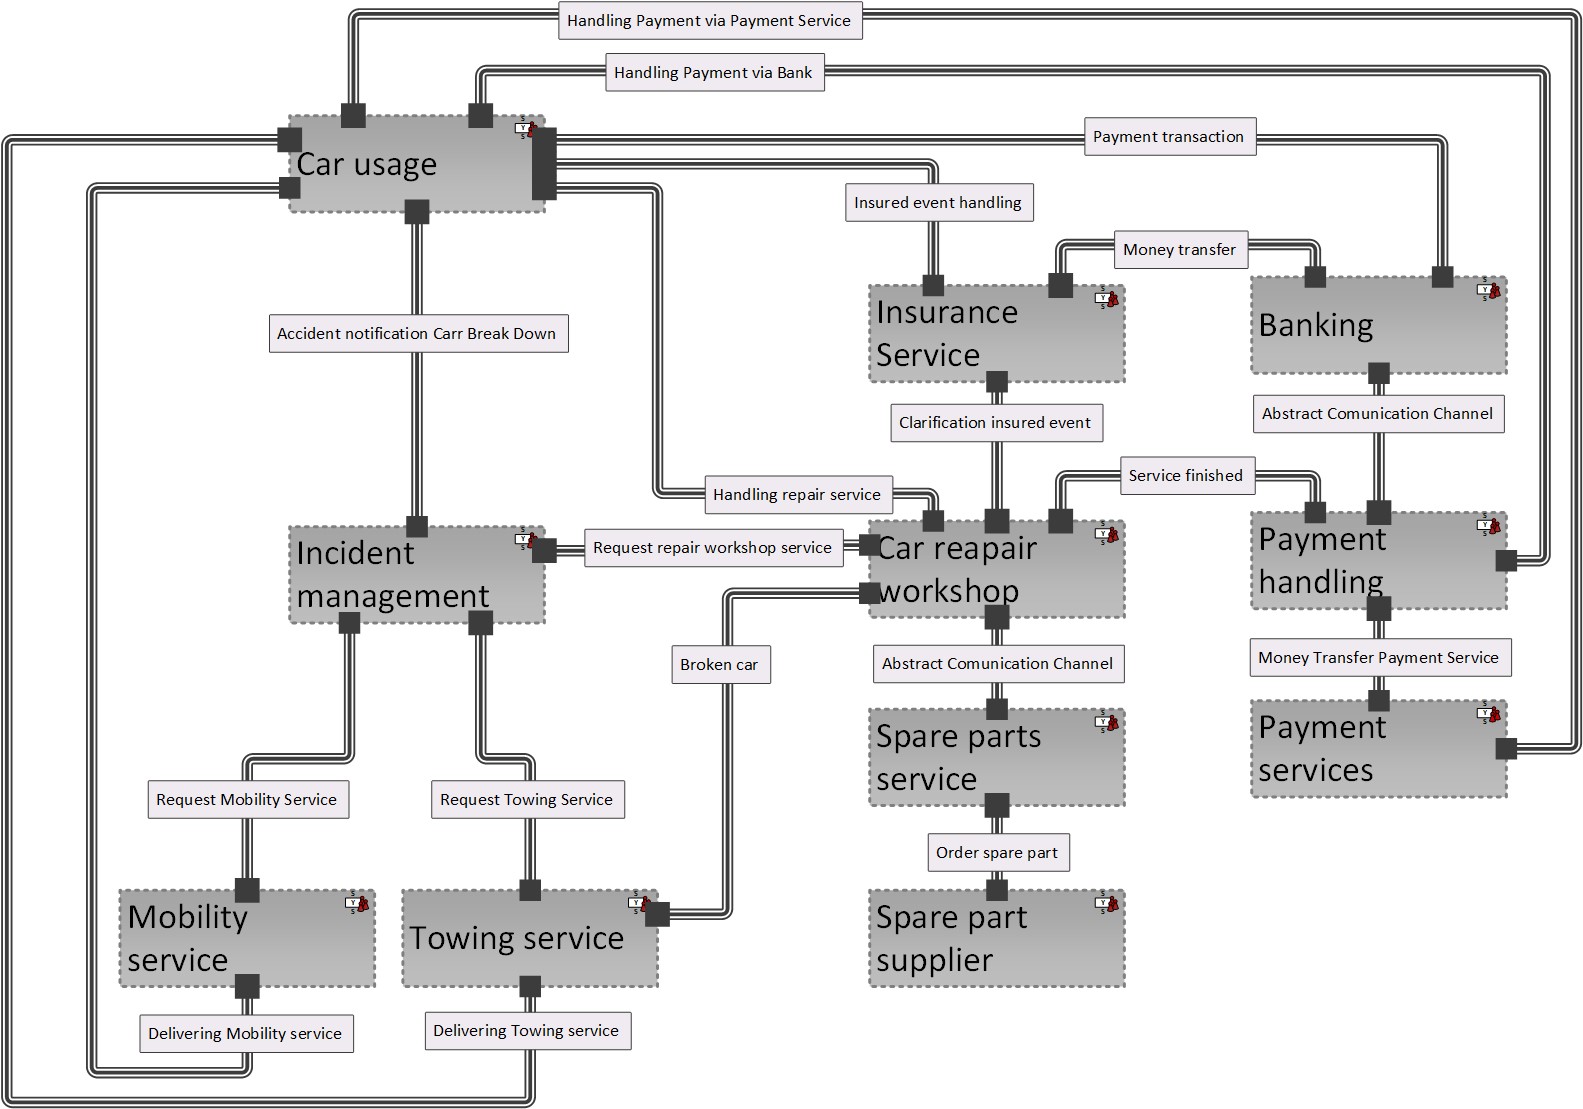 Handling Payment via Payment Service
Handling Payment via Bank
S
Y
S
Payment transaction
Car usage
Insured event handling
Money transfer
S
Y
S
Insurance
Service
S
Y
S
Banking
Accident notification Carr Break Down
Clarification insured event
Abstract Comunication Channel
Service finished
Handling repair service
S
Y
S
Incident
management
Request repair workshop service
S
Y
S
Car reapair
workshop
S
Y
S
Payment
handling
Broken car
Abstract Comunication Channel
Money Transfer Payment Service
S
Y
S
Spare parts
service
S
Y
S
Payment
services
Request Mobility Service
Request Towing Service
Order spare part
S
Y
S
Mobility
service
S
Y
S
Towing service
S
Y
S
Spare part
supplier
Delivering Mobility service
Delivering Towing service